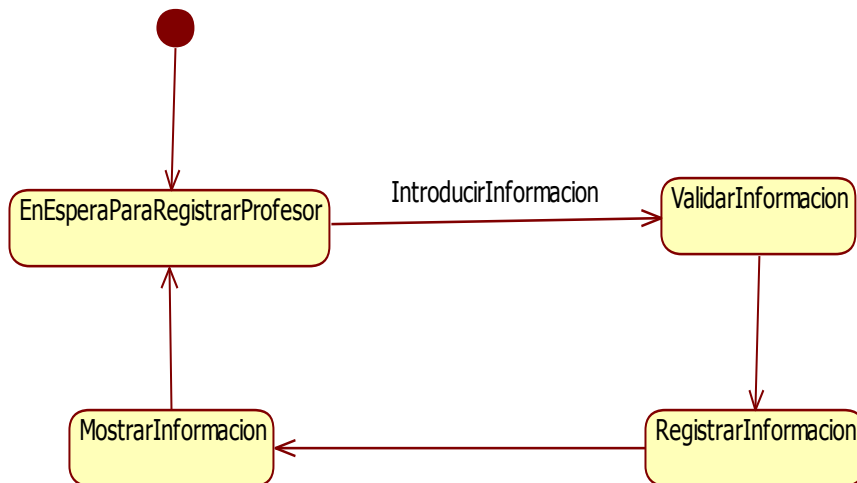 IntroducirInformacion
EnEsperaParaRegistrarProfesor
ValidarInformacion
MostrarInformacion
RegistrarInformacion